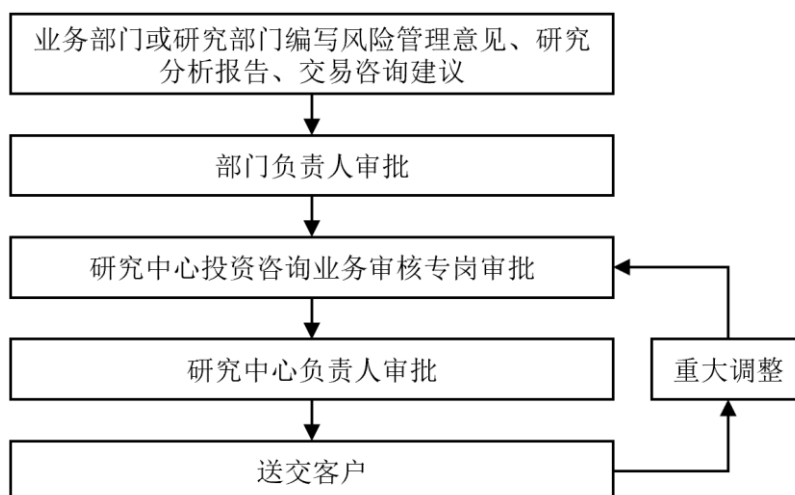 业务部门或研究部门编写风险管理意见、研究
分析报告、交易咨询建议
部门负责人审批
研究中心投资咨询业务审核专岗审批
研究中心负责人审批
重大调整
送交客户